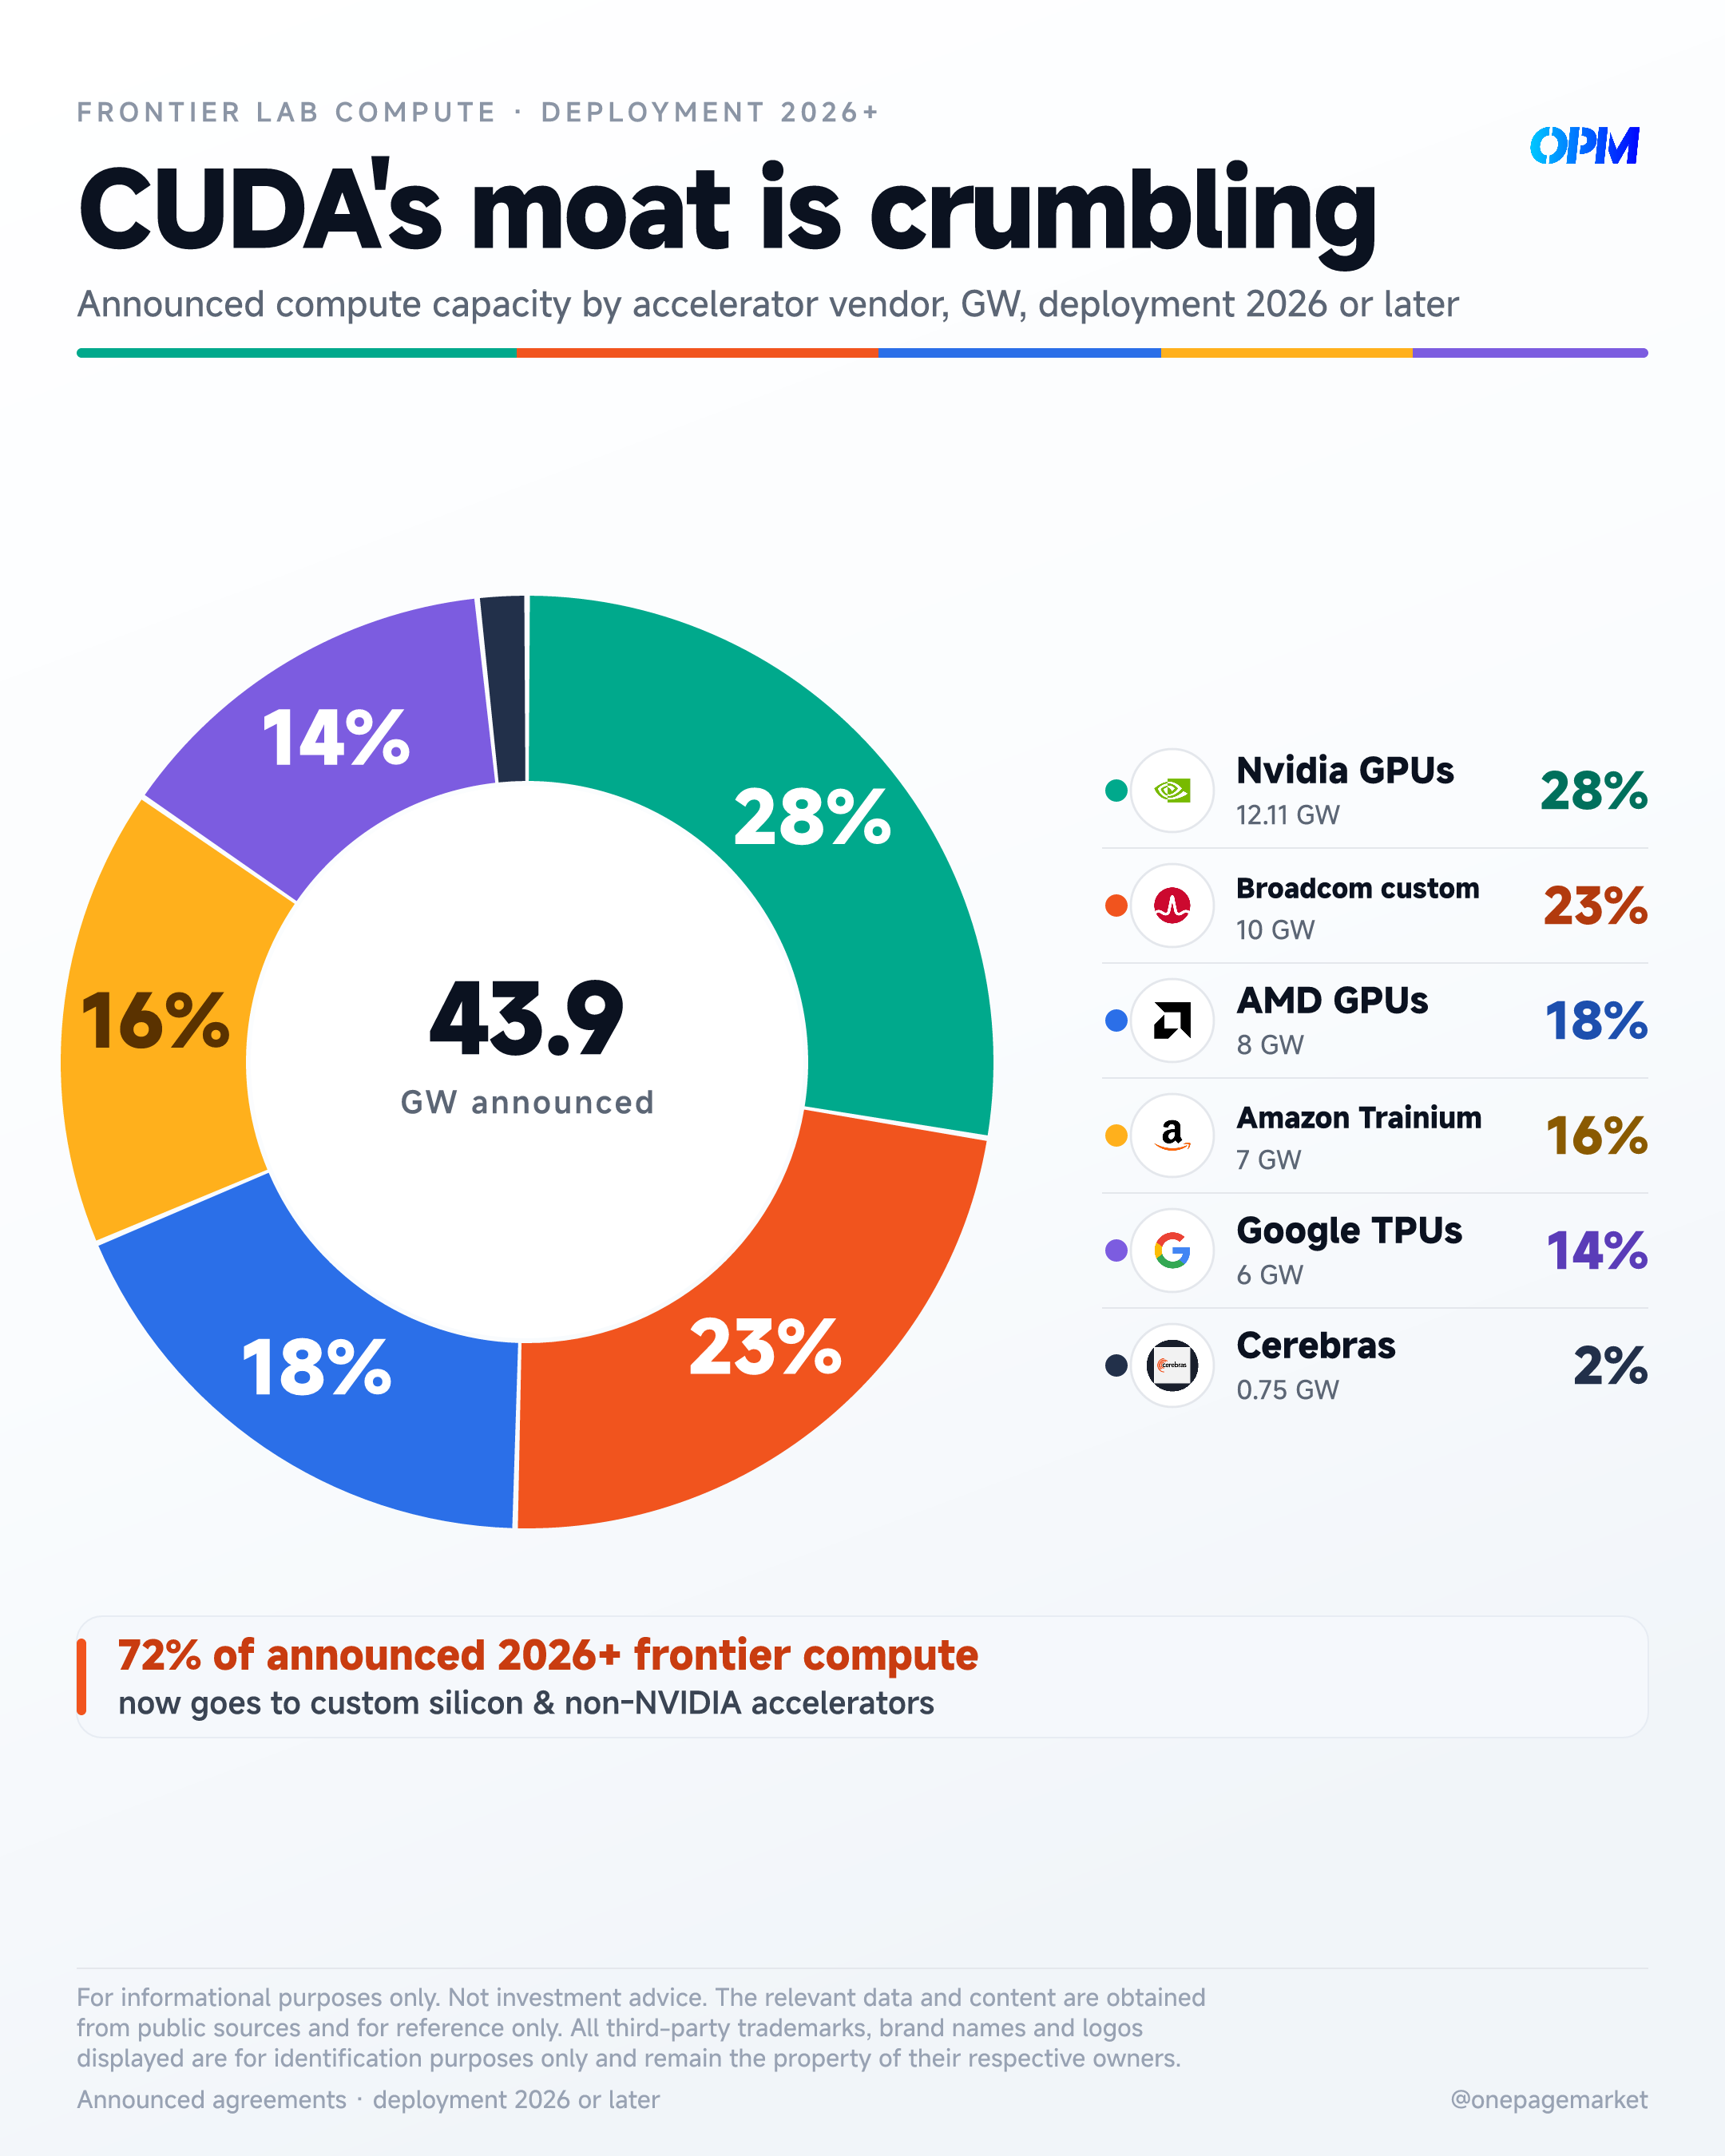 FRONTIER LAB COMPUTE · DEPLOYMENT 2026+
OPM
CUDA's moat is crumbling
Announced compute capacity by accelerator vendor, GW, deployment 2026 or later
14%
28%
16%
43.9
GW announced
18%
23%
Nvidia GPUs
12.11 GW
28%
Broadcom custom
10 GW
23%
AMD GPUs
8 GW
18%
a
Amazon Trainium
7 GW
16%
G
Google TPUs
6 GW
14%
cerebras
Cerebras
0.75 GW
2%
72% of announced 2026+ frontier compute
now goes to custom silicon & non-NVIDIA accelerators
For informational purposes only. Not investment advice. The relevant data and content are obtained
from public sources and for reference only. All third-party trademarks, brand names and logos
displayed are for identification purposes only and remain the property of their respective owners.
Announced agreements · deployment 2026 or later
@onepagemarket